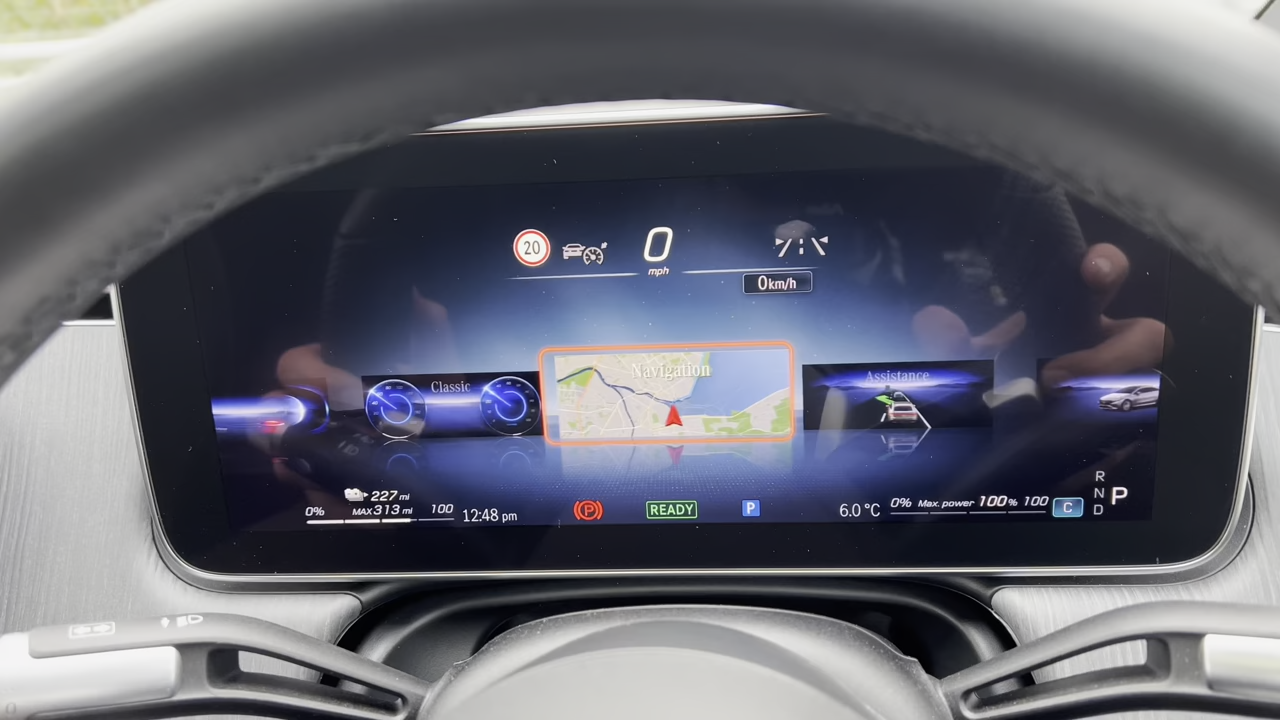 20
0
mph
0km/h
Classic
Navigation
Assistance
227 mi
0%
MAX 313 mi
100
12:48 pm
P
READY
P
6.0 °C
0%
Max. power
100%
100
C
R
N
D
P